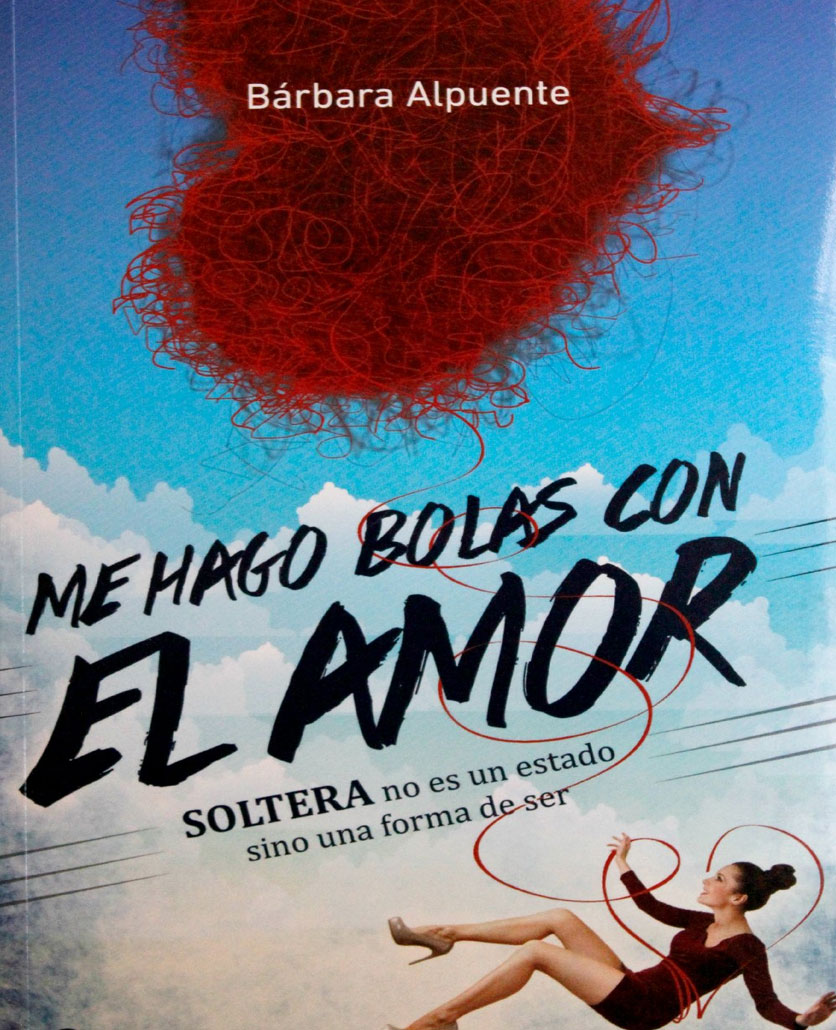 Bárbara Alpuente
ME HAGO BOLAS CON
EL AMOR
SOLTERA no es un estado
sino una forma de ser